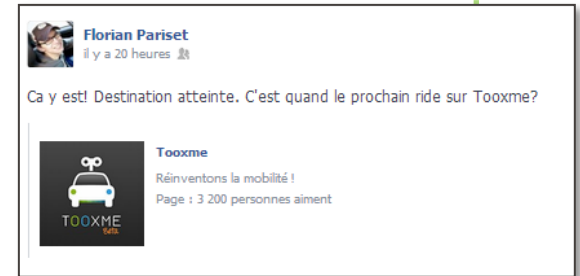 Florian Pariset
il y a 20 heures
Ca y est! Destination atteinte. C'est quand le prochain ride sur Tooxme?
Tooxme
Réinventons la mobilité !
Page : 3 200 personnes aiment
TOOXME
Beta